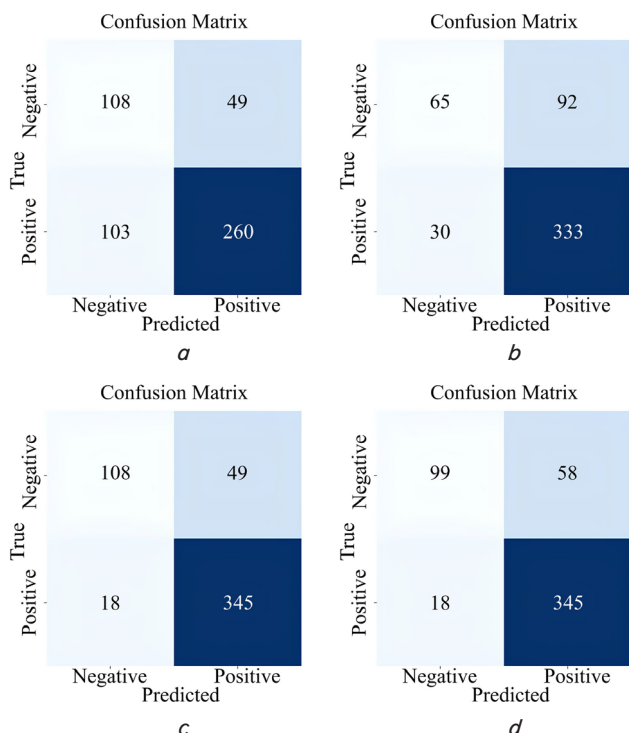 Confusion Matrix
Negative
108
49
True
Positive
103
260
Negative
Positive
Predicted
a
Confusion Matrix
Negative
65
92
True
Positive
30
333
Negative
Positive
Predicted
b
Confusion Matrix
Negative
108
49
True
Positive
18
345
Negative
Positive
Predicted
c
Confusion Matrix
Negative
99
58
True
Positive
18
345
Negative
Positive
Predicted
d